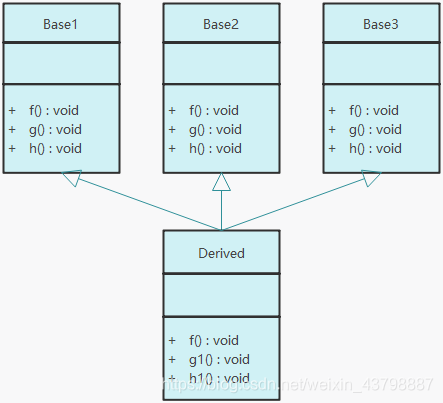 Base1
+ f() : void
+ g() : void
+ h() : void
Base2
+ f() : void
+ g() : void
+ h() : void
Base3
+ f() : void
+ g() : void
+ h() : void
Derived
+ f() : void
+ g1() : void
+ h1() : void
https://blog.csdn.net/weixin_43798887